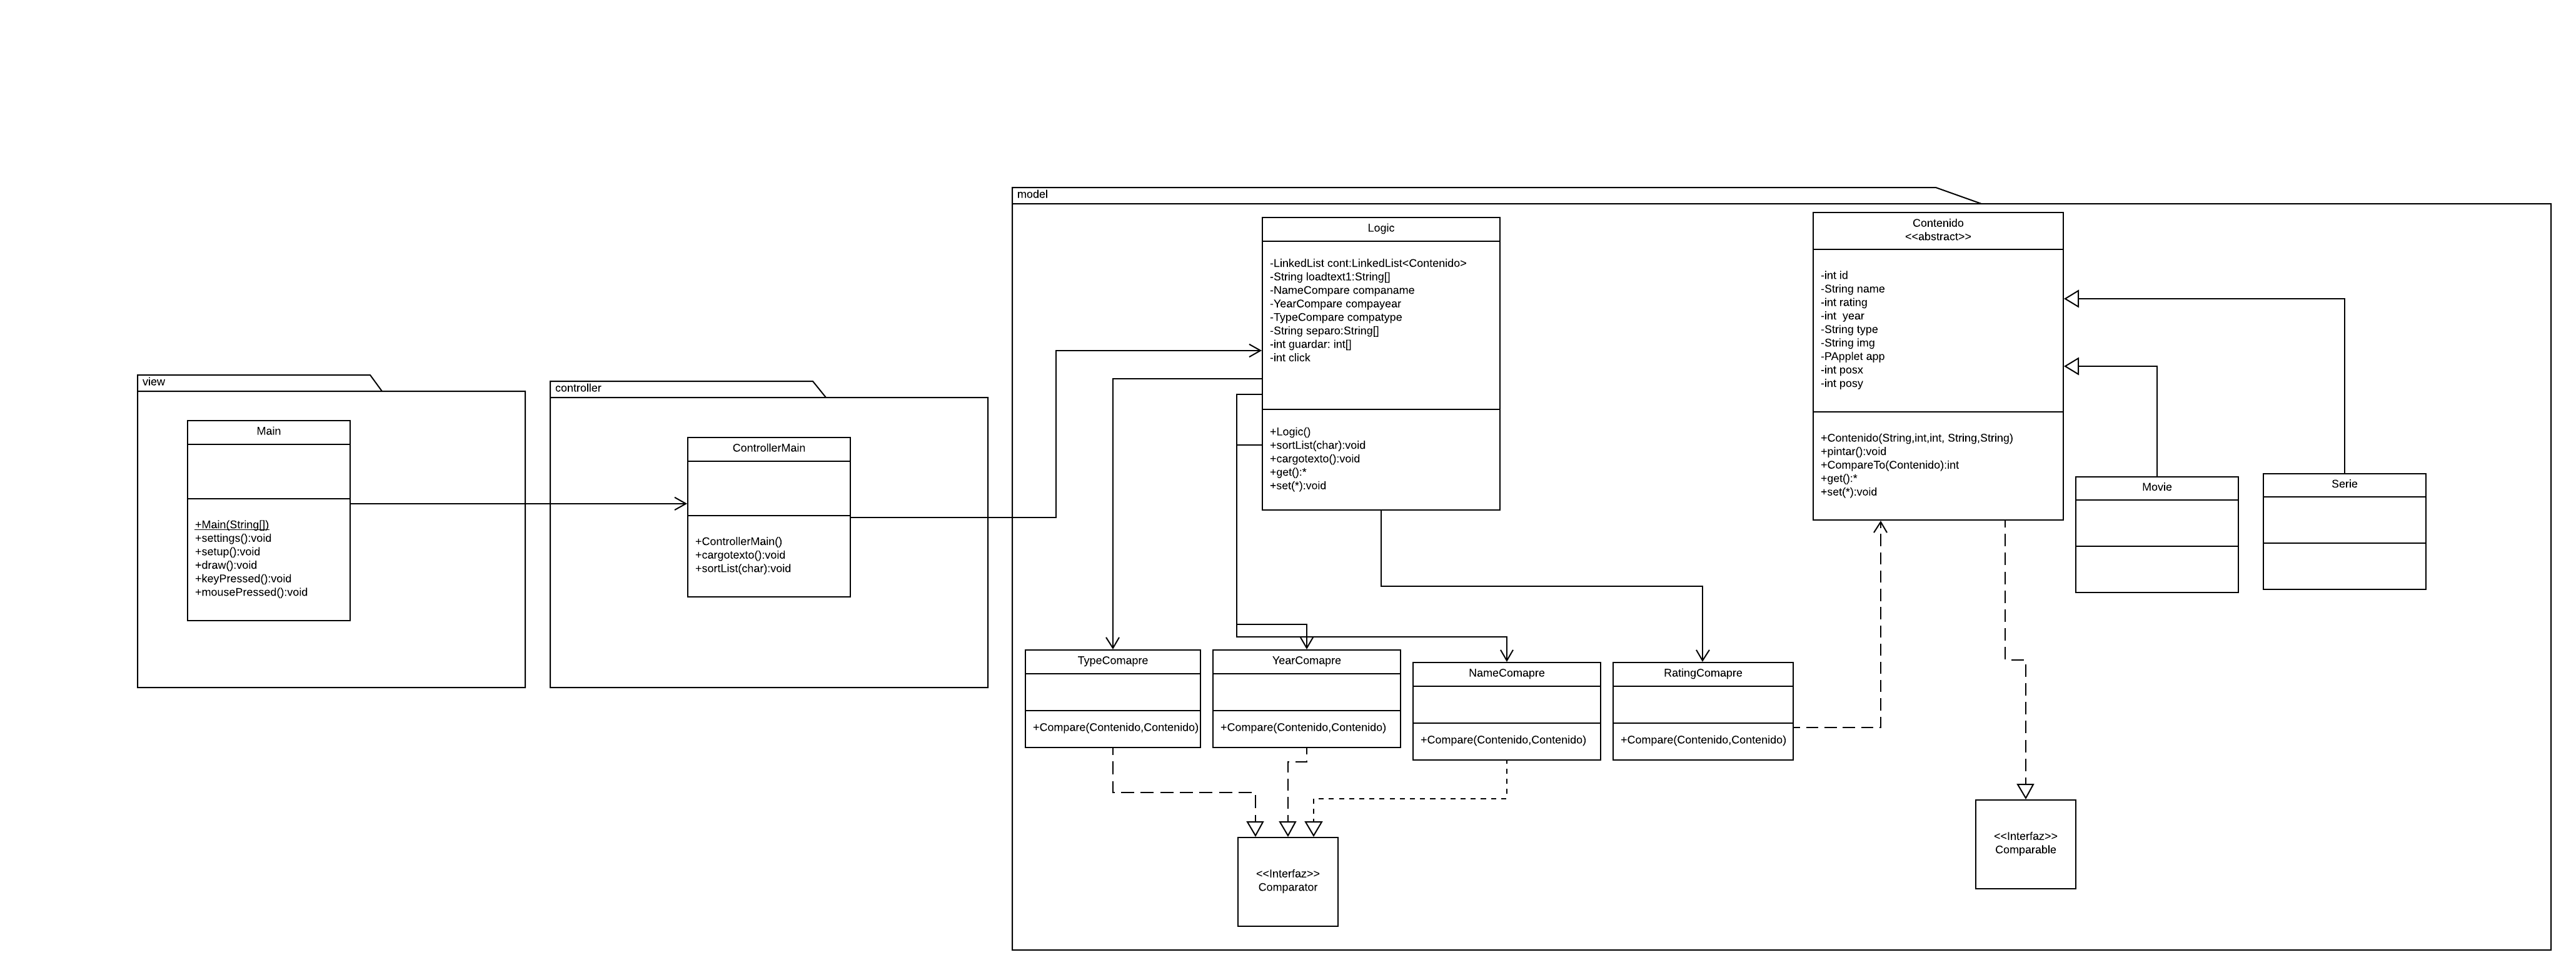 view
Main
+Main(String[])
+settings():void
+setup():void
+draw():void
+keyPressed():void
+mousePressed():void
controller
ControllerMain
+ControllerMain()
+cargotexto():void
+sortList(char):void
model
Logic
-LinkedList cont:LinkedList<Contenido>
-String loadtext1:String[]
-NameCompare companame
-YearCompare compayear
-TypeCompare compatype
-String separo:String[]
-int guardar: int[]
-int click
+Logic()
+sortList(char):void
+cargotexto():void
+get():*
+set(*):void
Contenido
<<abstract>>
-int id
-String name
-int rating
-int  year
-String type
-String img
-PApplet app
-int posx
-int posy
+Contenido(String,int,int, String,String)
+pintar():void
+CompareTo(Contenido):int
+get():*
+set(*):void
Movie
Serie
TypeComapre
+Compare(Contenido,Contenido)
YearComapre
+Compare(Contenido,Contenido)
NameComapre
+Compare(Contenido,Contenido)
RatingComapre
+Compare(Contenido,Contenido)
<<Interfaz>>
Comparator
<<Interfaz>>
Comparable